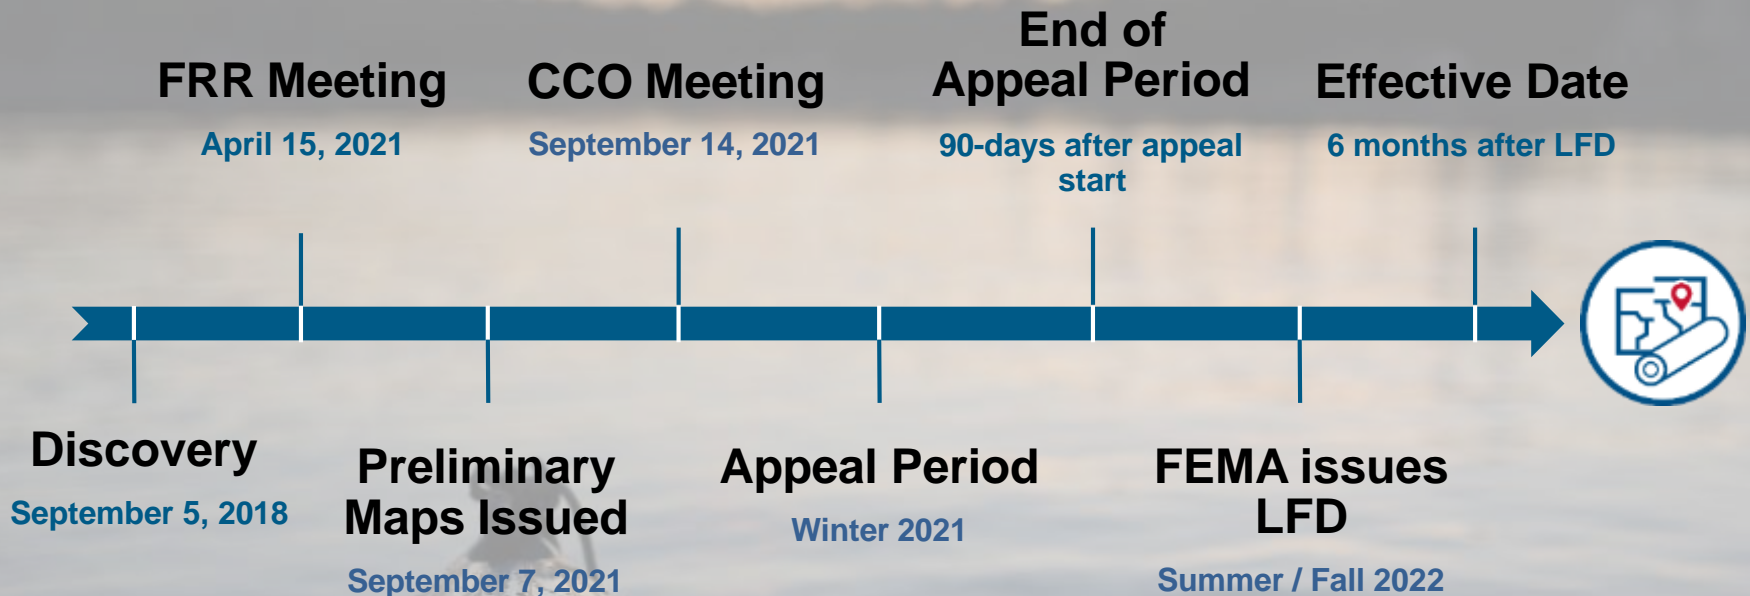 FRR Meeting
April 15, 2021
CCO Meeting
September 14, 2021
End of
Appeal Period
90-days after appeal
start
Effective Date
6 months after LFD
Discovery
September 5, 2018
Preliminary
Maps Issued
September 7, 2021
Appeal Period
Winter 2021
FEMA issues
LFD
Summer / Fall 2022